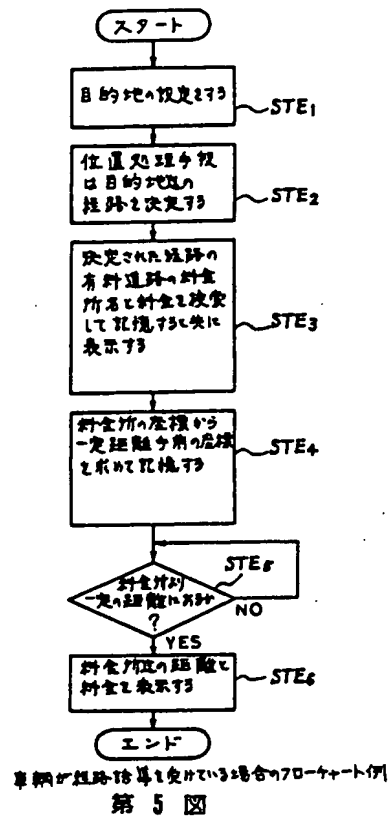 スタート
目的地の設定をする
STE1
位置処理手段
は目的地迄の
経路を決定する
STE2
決定された経路の
有料道路の料金
所名と料金を検索
して記憶すると共に
表示する
STE3
料金所の座標から
一定距離手前の座標
を求めて記憶する
STE4
料金所より
一定の距離にあるか
?
STE5
NO
YES
料金所迄の距離と
料金を表示する
STE6
エンド
車輌が経路誘導を受けている場合のフローチャート例
第 5 図